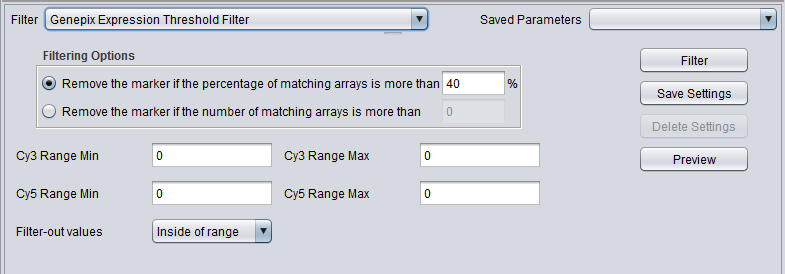 Filter Genepix Expression Threshold Filter Saved Parameters
Filtering Options
Remove the marker if the percentage of matching arrays is more than 40 %
Remove the marker if the number of matching arrays is more than 0
Filter
Save Settings
Delete Settings
Preview
Cy3 Range Min 0 Cy3 Range Max 0
Cy5 Range Min 0 Cy5 Range Max 0
Filter-out values Inside of range